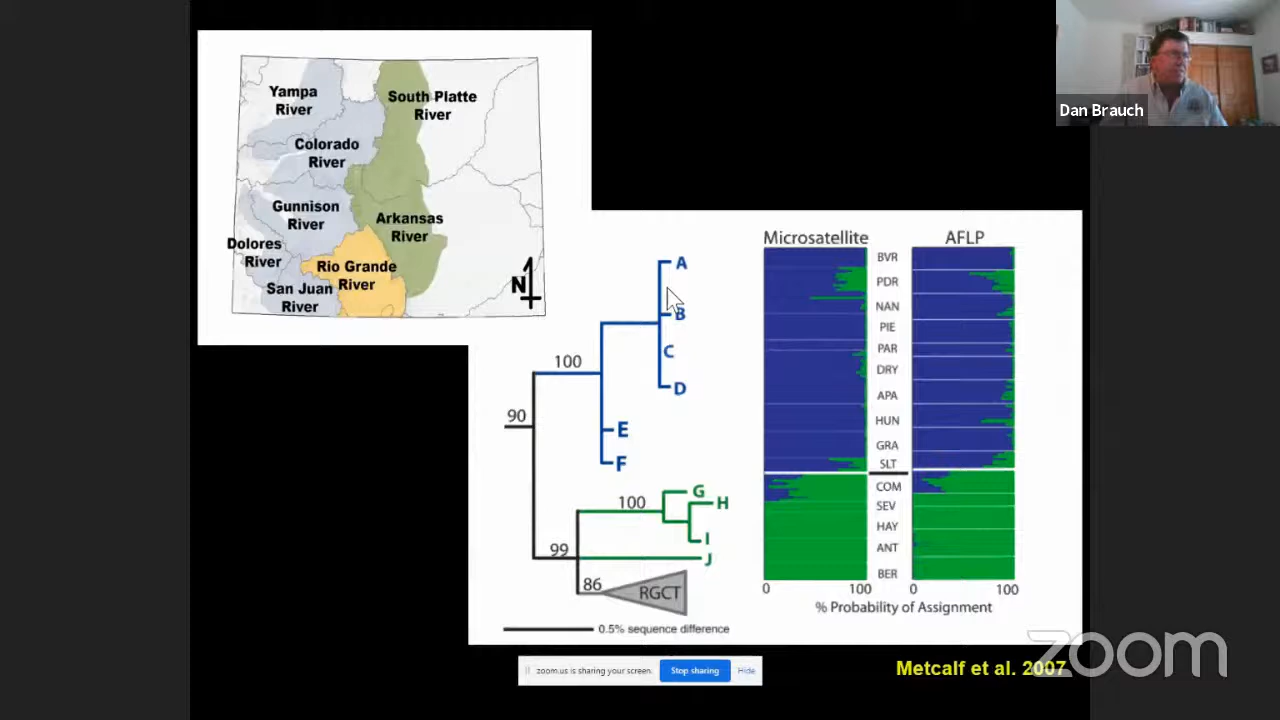 Yampa
River
South Platte
River
Colorado
River
Gunnison
River
Arkansas
River
Dolores
River
Rio Grande
River
San Juan
River
N
Dan Brauch
Microsatellite
AFLP
A
B
C
D
E
F
G
H
I
J
100
90
100
99
86
RGCT
0.5% sequence difference
BVR
PDR
NAN
PIE
PAR
DRY
APA
HUN
GRA
SLT
COM
SEV
HAY
ANT
BER
0 100 0 100
% Probability of Assignment
zoom.us is sharing your screen. Stop sharing Hide
Metcalf et al. 2007
zoom